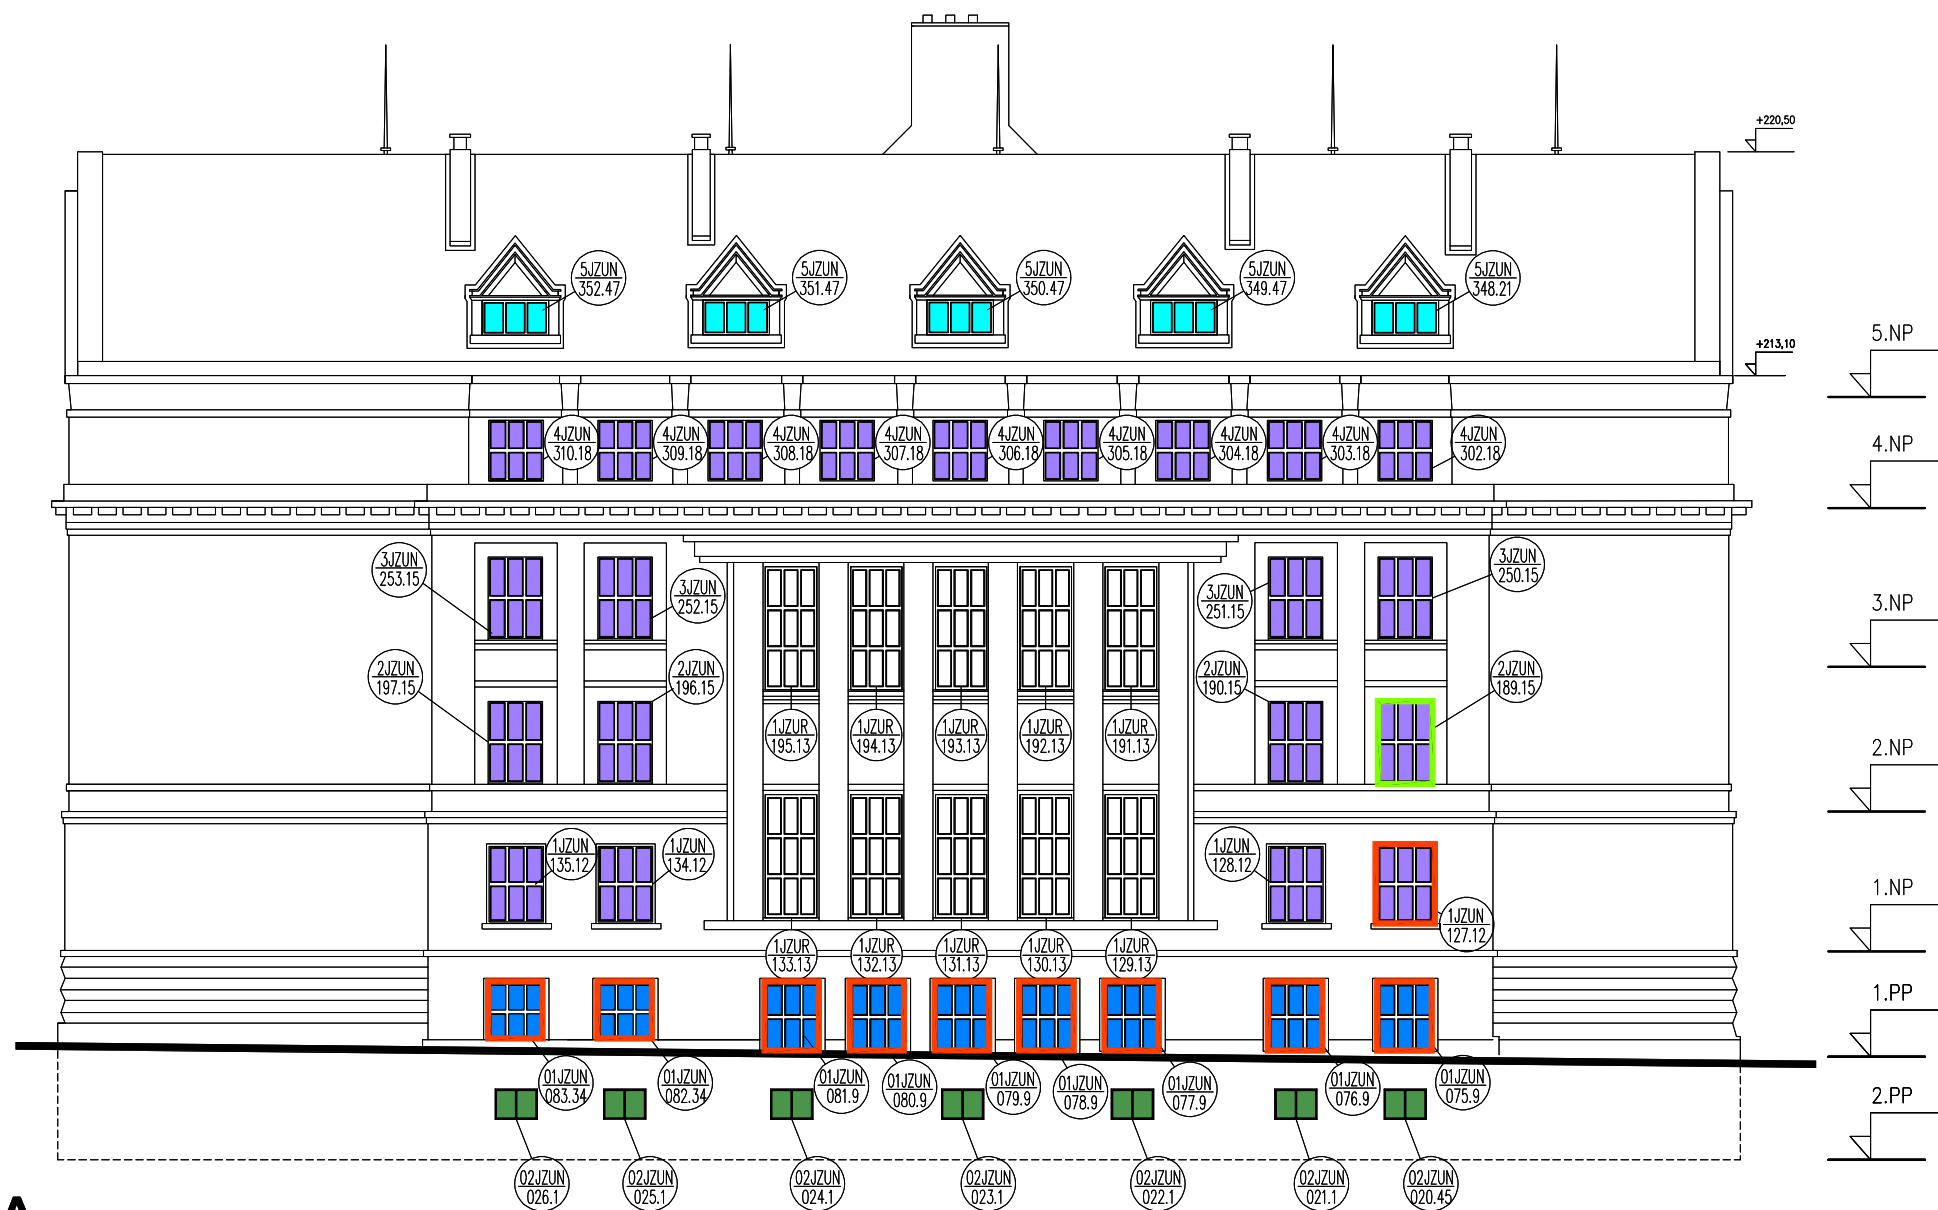 +220,50
5JZUN
352.47
5JZUN
351.47
5JZUN
350.47
5JZUN
349.47
5JZUN
348.21
+213,10
5.NP
4JZUN
310.18
4JZUN
309.18
4JZUN
308.18
4JZUN
307.18
4JZUN
306.18
4JZUN
305.18
4JZUN
304.18
4JZUN
303.18
4JZUN
302.18
4.NP
3JZUN
253.15
3JZUN
252.15
3JZUN
251.15
3JZUN
250.15
3.NP
2JZUN
197.15
2JZUN
196.15
2JZUN
190.15
2JZUN
189.15
1JZUR
195.13
1JZUR
194.13
1JZUR
193.13
1JZUR
192.13
1JZUR
191.13
2.NP
1JZUN
135.12
1JZUN
134.12
1JZUN
128.12
1JZUN
127.12
1.NP
1JZUR
133.13
1JZUR
132.13
1JZUR
131.13
1JZUR
130.13
1JZUR
129.13
1.PP
01JZUN
083.34
01JZUN
082.34
01JZUN
081.9
01JZUN
080.9
01JZUN
079.9
01JZUN
078.9
01JZUN
077.9
01JZUN
076.9
01JZUN
075.9
2.PP
02JZUN
026.1
02JZUN
025.1
02JZUN
024.1
02JZUN
023.1
02JZUN
022.1
02JZUN
021.1
02JZUN
020.45
A